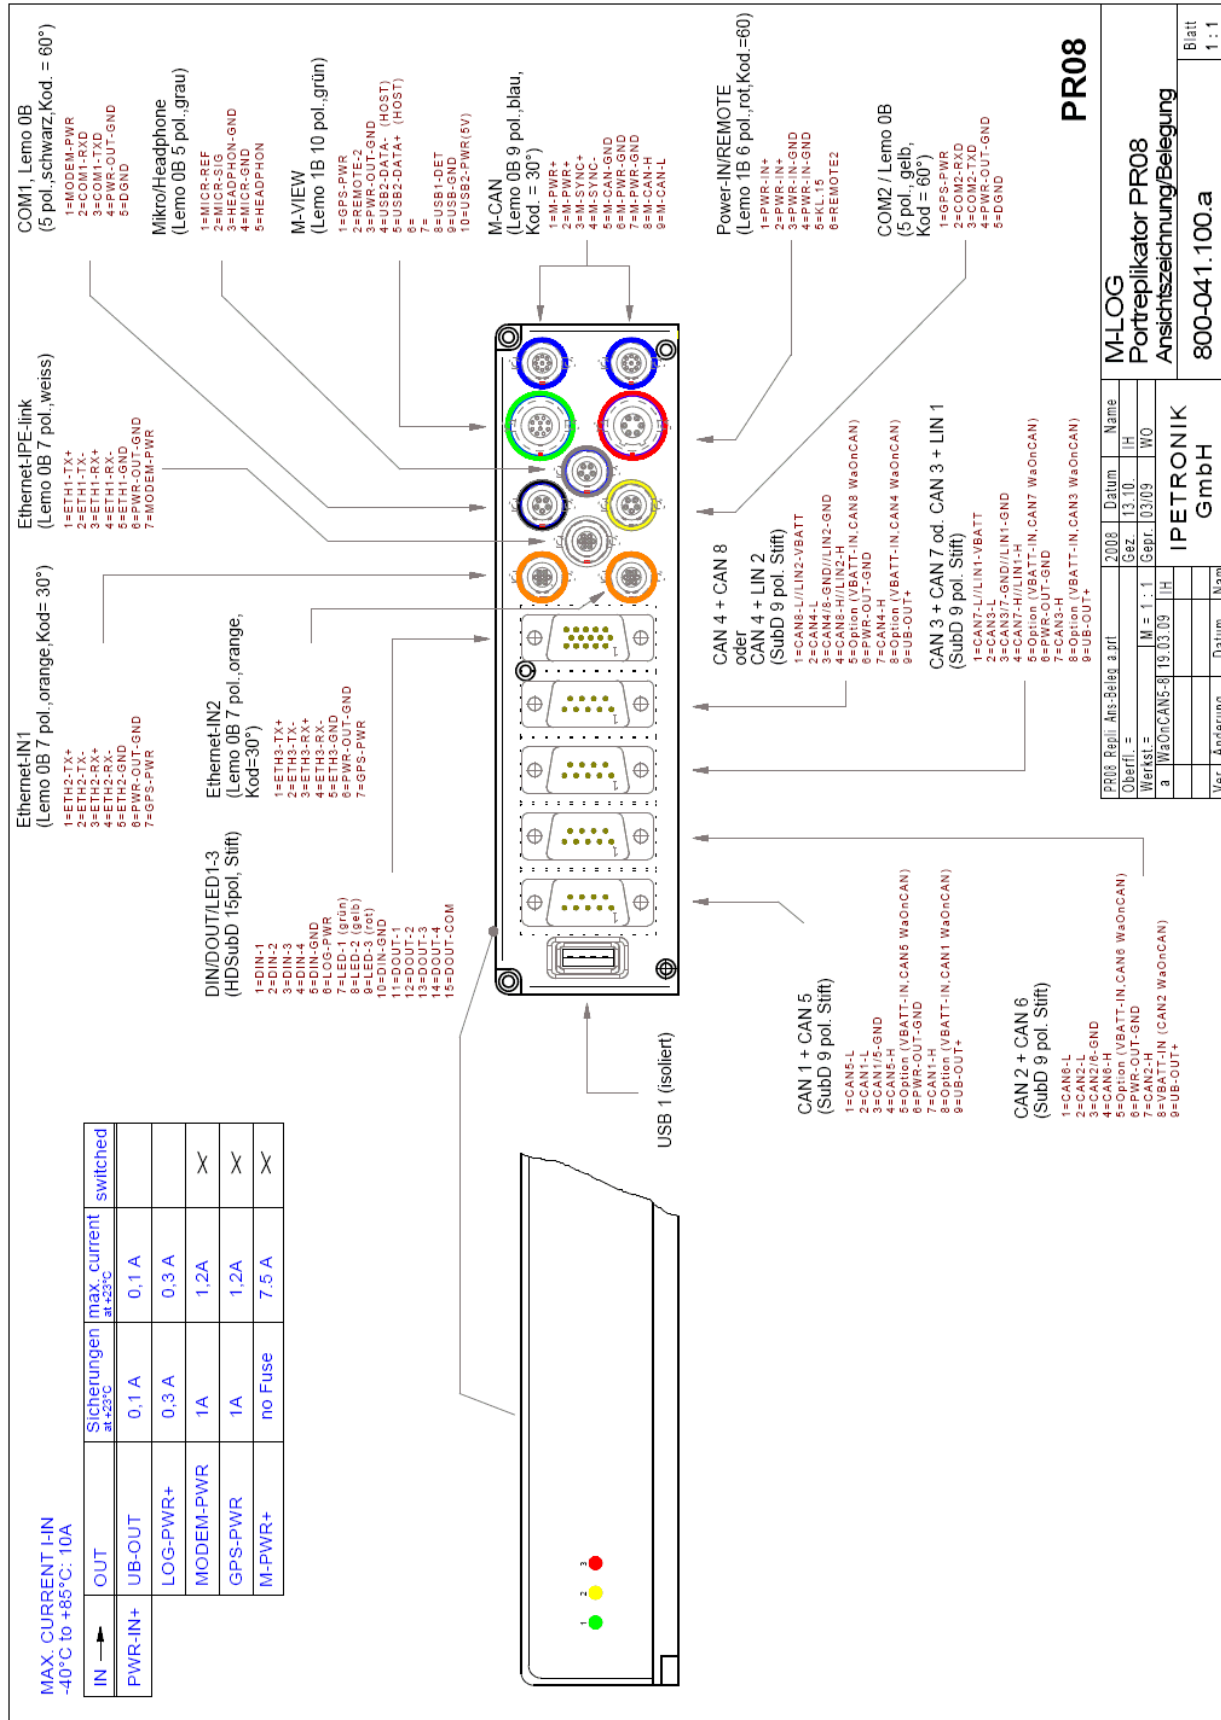 MAX. CURRENT I-IN
-40°C to +85°C: 10A
IN OUT Sicherungen at +23°C max. current at +23°C switched
PWR-IN+ UB-OUT 0,1 A 0,1 A
LOG-PWR+ 0,3 A 0,3 A
MODEM-PWR 1A 1,2A
GPS-PWR 1A 1,2A
M-PWR+ no Fuse 7.5 A
Ethernet-IN1
(Lemo 0B 7 pol.,orange,Kod= 30°)
1=ETH2-TX+
2=ETH2-TX-
3=ETH2-RX+
4=ETH2-RX-
5=ETH2-GND
6=PWR-OUT-GND
7=GPS-PWR
Ethernet-IPE-link
(Lemo 0B 7 pol.,weiss)
1=ETH1-TX+
2=ETH1-TX-
3=ETH1-RX+
4=ETH1-RX-
5=ETH1-GND
6=PWR-OUT-GND
7=MODEM-PWR
COM1, Lemo 0B
(5 pol.,schwarz,Kod. = 60°)
1=MODEM-PWR
2=COM1-RXD
3=COM1-TXD
4=PWR-OUT-GND
5=DGND
Mikro/Headphone
(Lemo 0B 5 pol.,grau)
1=MICR-REF
2=MICR-SIG
3=HEADPHON-GND
4=MICR-GND
5=HEADPHON
M-VIEW
(Lemo 1B 10 pol.,grün)
1=GPS-PWR
2=REMOTE-2
3=PWR-OUT-GND
4=USB2-DATA- (HOST)
5=USB2-DATA+ (HOST)
6=
7=
8=USB1-DET
9=USB-GND
10=USB2-PWR(5V)
M-CAN
(Lemo 0B 9 pol.,blau,
Kod. = 30°)
1=M-PWR+
2=M-PWR+
3=M-SYNC+
4=M-SYNC-
5=M-CAN-GND
6=M-PWR-GND
7=M-PWR-GND
8=M-CAN-H
9=M-CAN-L
DIN/DOUT/LED1-3
(HDSubD 15pol, Stift)
1=DIN-1
2=DIN-2
3=DIN-3
4=DIN-4
5=DIN-GND
6=LOG-PWR
7=LED-1 (grün)
8=LED-2 (gelb)
9=LED-3 (rot)
10=DIN-GND
11=DOUT-1
12=DOUT-2
13=DOUT-3
14=DOUT-4
15=DOUT-COM
Ethernet-IN2
(Lemo 0B 7 pol.,orange,
Kod=30°)
1=ETH3-TX+
2=ETH3-TX-
3=ETH3-RX+
4=ETH3-RX-
5=ETH3-GND
6=PWR-OUT-GND
7=GPS-PWR
1
1
1
1
1 2 3
USB 1 (isoliert)
Power-IN/REMOTE
(Lemo 1B 6 pol.,rot,Kod.=60)
1=PWR-IN+
2=PWR-IN+
3=PWR-IN-GND
4=PWR-IN-GND
5=KL.15
6=REMOTE2
COM2 / Lemo 0B
(5 pol., gelb,
Kod = 60°)
1=GPS-PWR
2=COM2-RXD
3=COM2-TXD
4=PWR-OUT-GND
5=DGND
CAN 4 + CAN 8
oder
CAN 4 + LIN 2
(SubD 9 pol. Stift)
1=CAN8-L//LIN2-VBATT
2=CAN4-L
3=CAN4/8-GND//LIN2-GND
4=CAN8-H//LIN2-H
5=Option (VBATT-IN,CAN8 WaOnCAN)
6=PWR-OUT-GND
7=CAN4-H
8=Option (VBATT-IN,CAN4 WaOnCAN)
9=UB-OUT+
CAN 3 + CAN 7 od. CAN 3 + LIN 1
(SubD 9 pol. Stift)
1=CAN7-L//LIN1-VBATT
2=CAN3-L
3=CAN3/7-GND//LIN1-GND
4=CAN7-H//LIN1-H
5=Option (VBATT-IN,CAN7 WaOnCAN)
6=PWR-OUT-GND
7=CAN3-H
8=Option (VBATT-IN,CAN3 WaOnCAN)
9=UB-OUT+
CAN 1 + CAN 5
(SubD 9 pol. Stift)
1=CAN5-L
2=CAN1-L
3=CAN1/5-GND
4=CAN5-H
5=Option (VBATT-IN,CAN5 WaOnCAN)
6=PWR-OUT-GND
7=CAN1-H
8=Option (VBATT-IN,CAN1 WaOnCAN)
9=UB-OUT+
CAN 2 + CAN 6
(SubD 9 pol. Stift)
1=CAN6-L
2=CAN2-L
3=CAN2/6-GND
4=CAN6-H
5=Option (VBATT-IN,CAN6 WaOnCAN)
6=PWR-OUT-GND
7=CAN2-H
8=VBATT-IN (CAN2 WaOnCAN)
9=UB-OUT+
PR08
PR08 Repli Ans-Beleg a.prt 2008 Datum Name
Oberfl. = Gez. 13.10. IH
Werkst.= M = 1 : 1 Gepr. 03/09 WO
a WaOnCAN5-8 19.03.09 IH
Ver. Änderung Datum Name
IPETRONIK
GmbH
M-LOG
Portreplikator PR08
Ansichtszeichnung/Belegung
800-041.100.a
Blatt
1 : 1